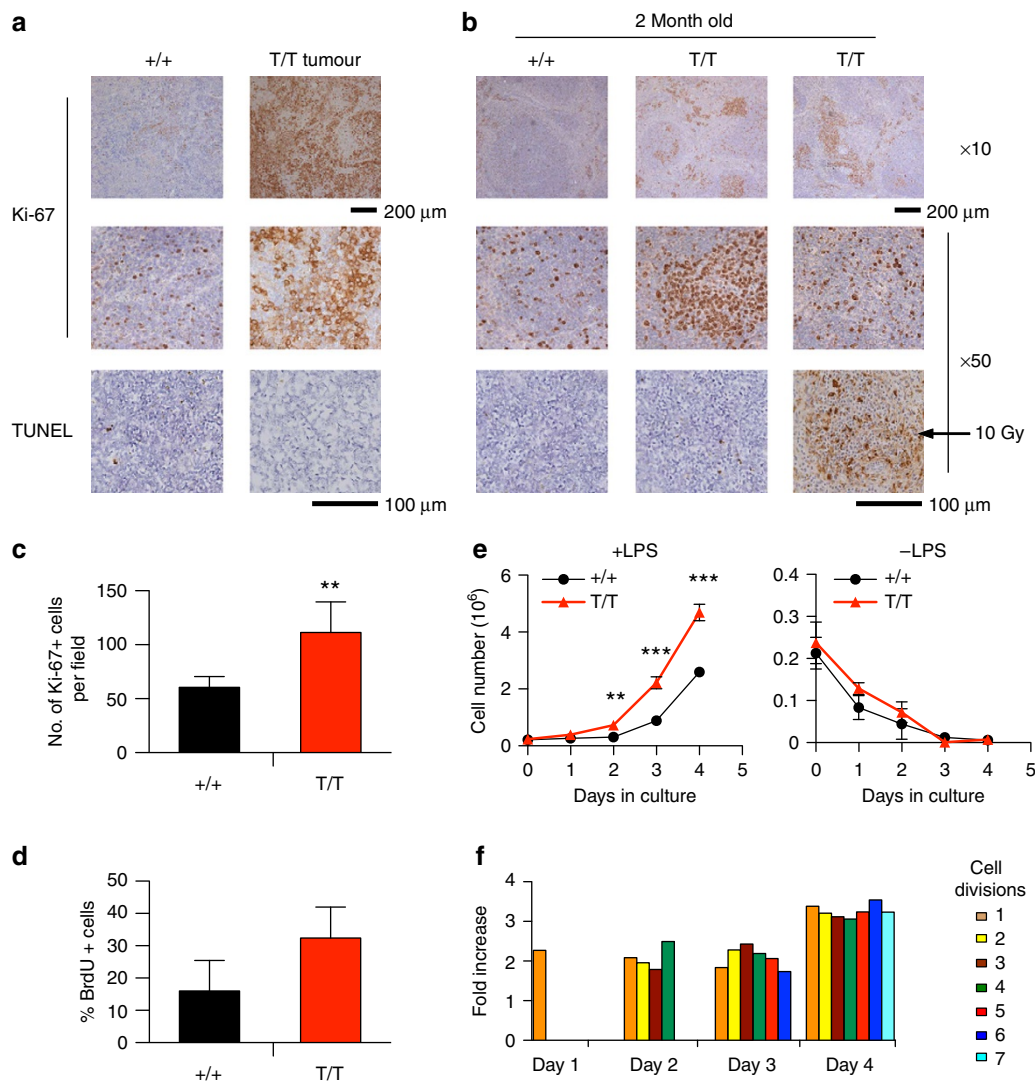 a
+/+
T/T tumour
Ki-67
200 μm
TUNEL
100 μm
b
2 Month old
+/+
T/T
T/T
×10
200 μm
×50
10 Gy
100 μm
c
No. of Ki-67+ cells
per field
150
100
50
0
**
+/+
T/T
d
% BrdU + cells
50
40
30
20
10
0
+/+
T/T
e
+LPS
+/+
T/T
Cell number (10⁶)
6
4
2
0
**
***
***
0 1 2 3 4 5
Days in culture
−LPS
+/+
T/T
0.4
0.3
0.2
0.1
0
0 1 2 3 4 5
Days in culture
f
Fold increase
4
3
2
1
0
Day 1
Day 2
Day 3
Day 4
Cell
divisions
1
2
3
4
5
6
7